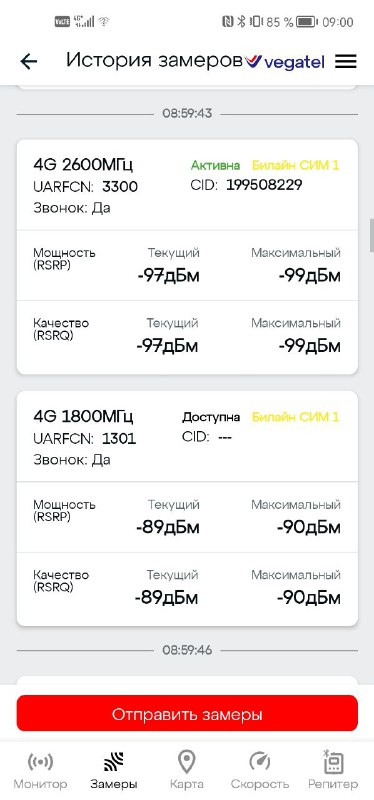 VoLTE 4G 85 % 09:00
История замеров vegatel
08:59:43
4G 2600МГц Активна Билайн СИМ 1
UARFCN: 3300 CID: 199508229
Звонок: Да
Мощность Текущий Максимальный
(RSRP) -97дБм -99дБм
Качество Текущий Максимальный
(RSRQ) -97дБм -99дБм
4G 1800МГц Доступна Билайн СИМ 1
UARFCN: 1301 CID: ---
Звонок: Да
Мощность Текущий Максимальный
(RSRP) -89дБм -90дБм
Качество Текущий Максимальный
(RSRQ) -89дБм -90дБм
08:59:46
Отправить замеры
Монитор Замеры Карта Скорость Репитер